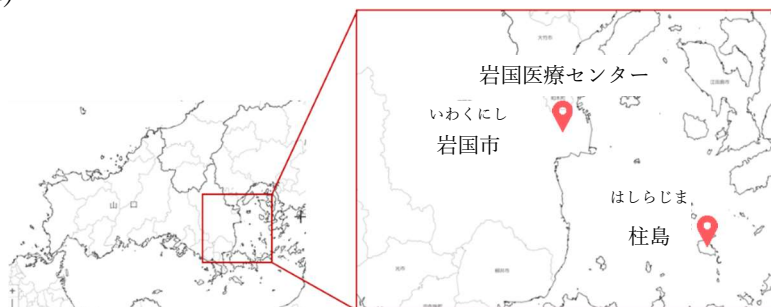 岩国医療センター
いわくにし
岩国市
はしらじま
柱島
山 口